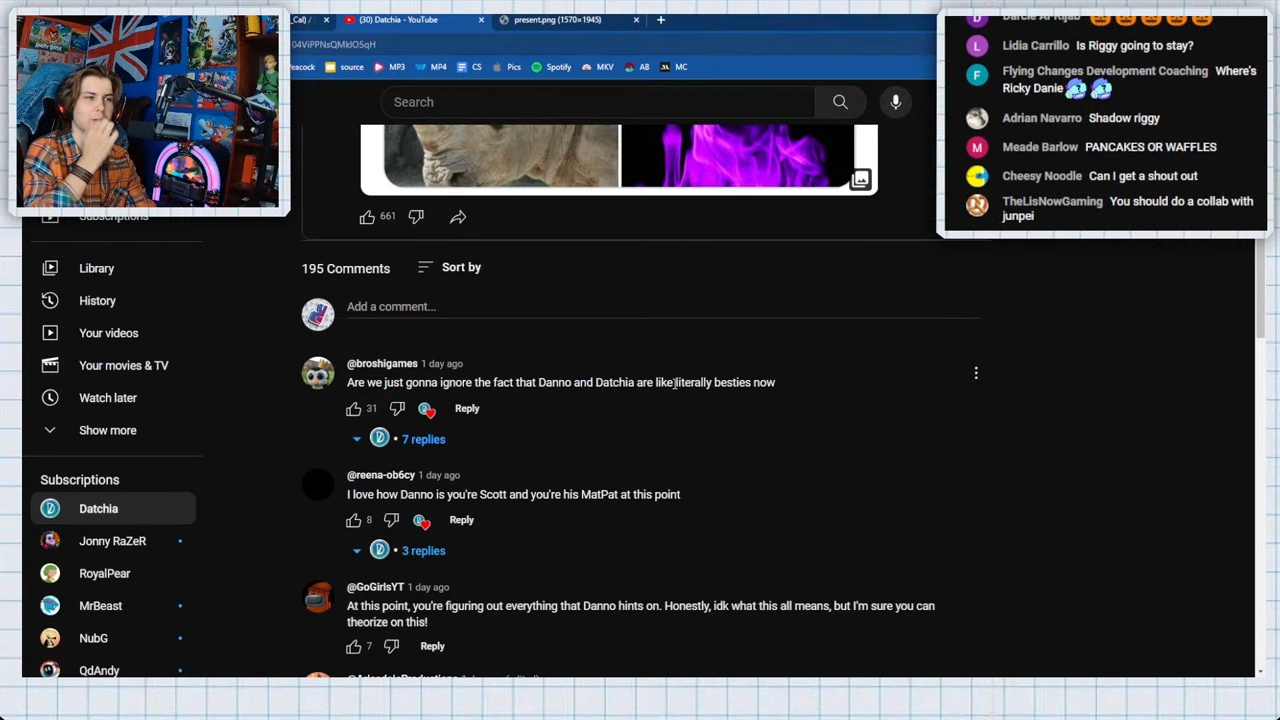 _Cal) /
(30) Datchia - YouTube
present.png (1570×1945)
04ViPPNsQMkIO5qH
eacock
source
MP3
MP4
CS
Pics
Spotify
MKV
AB
MC
Search
661
Subscriptions
Library
History
Your videos
Your movies & TV
Watch later
Show more
Subscriptions
Datchia
Jonny RaZeR
RoyalPear
MrBeast
NubG
QdAndy
195 Comments
Sort by
Add a comment...
@broshigames 1 day ago
Are we just gonna ignore the fact that Danno and Datchia are like literally besties now
31
Reply
7 replies
@reena-ob6cy 1 day ago
I love how Danno is you're Scott and you're his MatPat at this point
8
Reply
3 replies
@GoGirlsYT 1 day ago
At this point, you're figuring out everything that Danno hints on. Honestly, idk what this all means, but I'm sure you can
theorize on this!
7
Reply
Lidia Carrillo Is Riggy going to stay?
Flying Changes Development Coaching Where's
Ricky Danie
Adrian Navarro Shadow riggy
Meade Barlow PANCAKES OR WAFFLES
Cheesy Noodle Can I get a shout out
TheLisNowGaming You should do a collab with
junpei